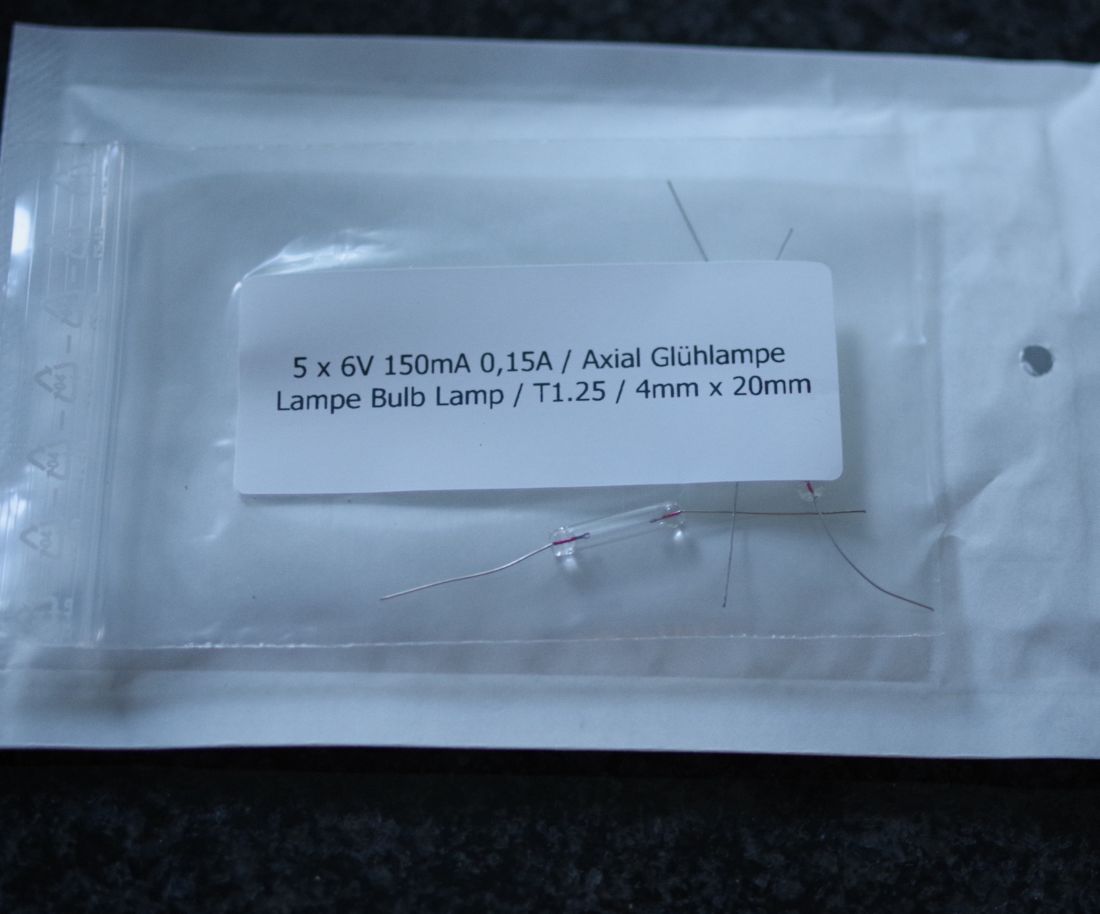 5 x 6V 150mA 0,15A / Axial Glühlampe
Lampe Bulb Lamp / T1.25 / 4mm x 20mm